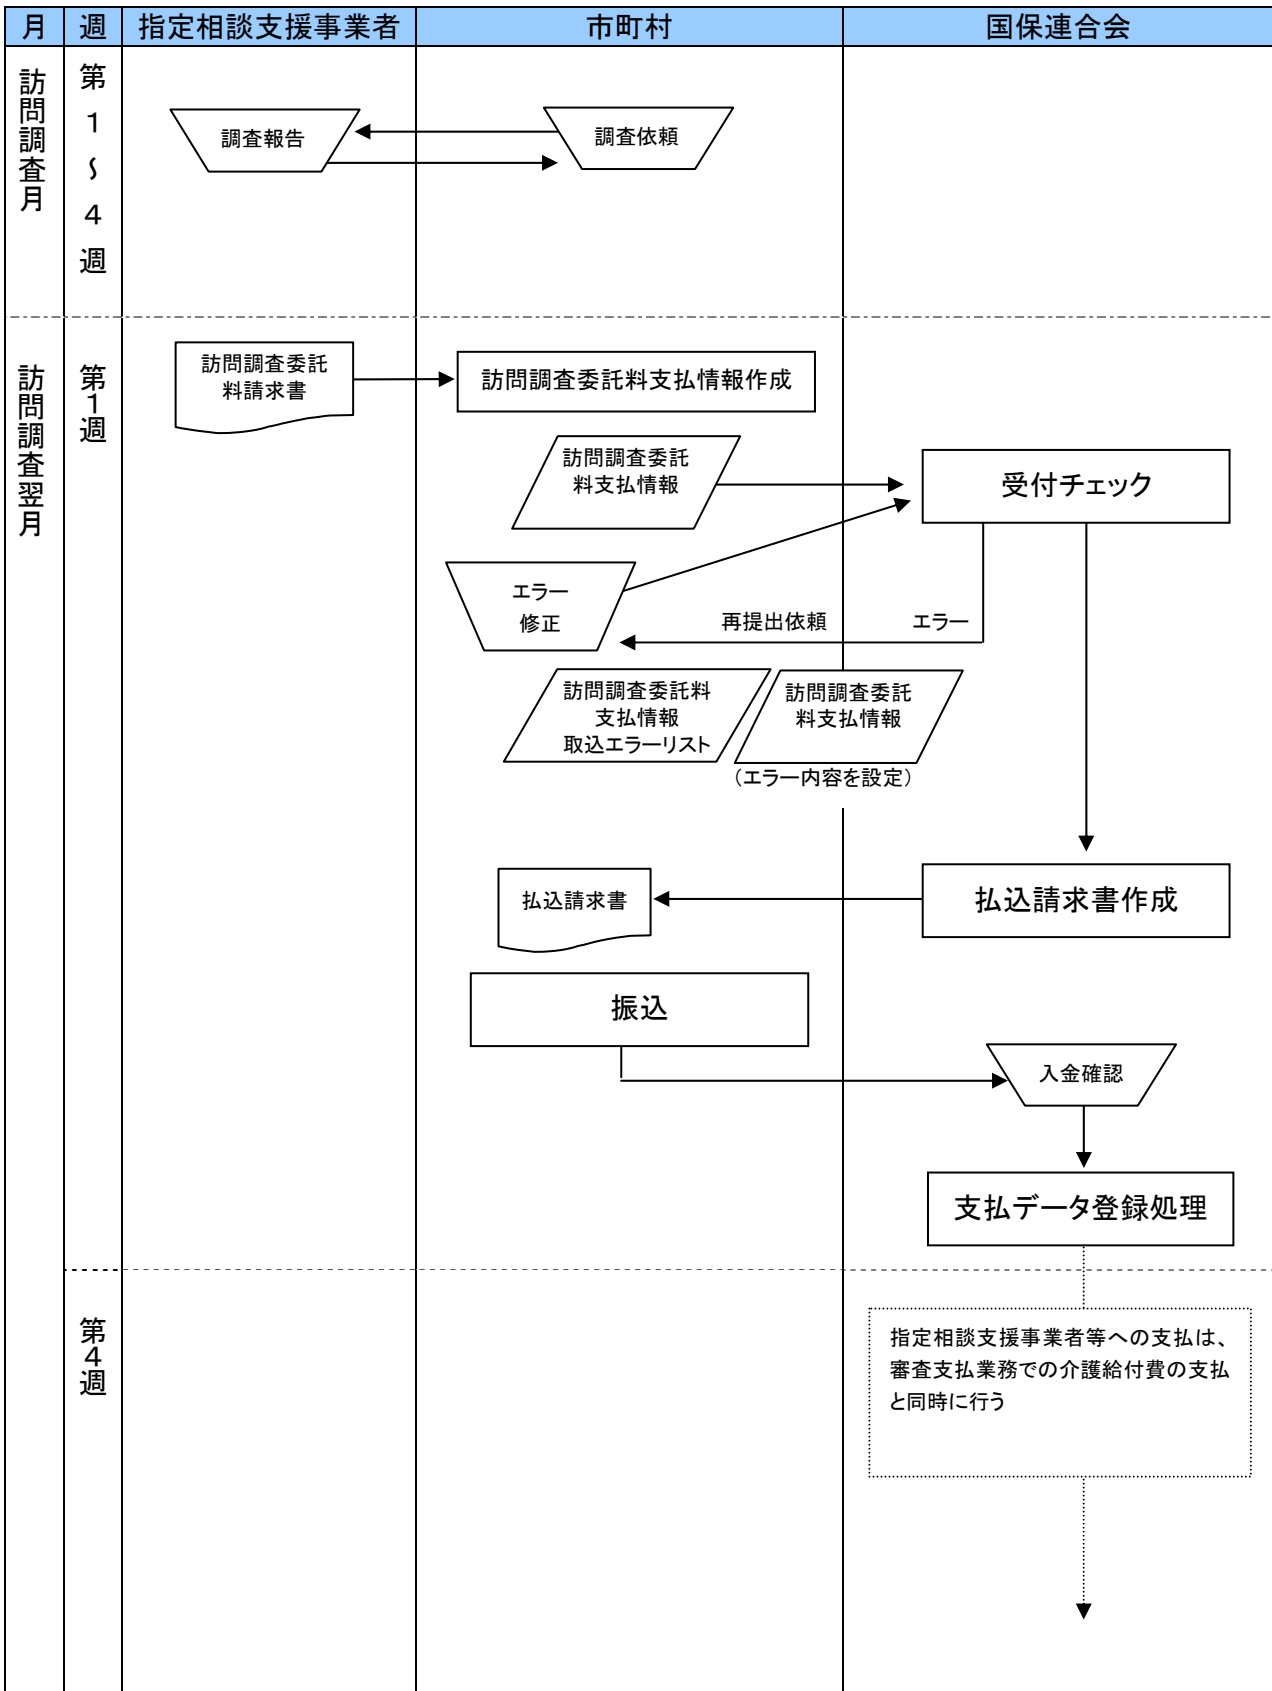 月
週
指定相談支援事業者
市町村
国保連合会
訪問調査月
第1～4週
調査報告
調査依頼
訪問調査翌月
第1週
訪問調査委託
料請求書
訪問調査委託料支払情報作成
訪問調査委託
料支払情報
受付チェック
エラー
修正
再提出依頼
エラー
訪問調査委託料
支払情報
取込エラーリスト
訪問調査委託
料支払情報
（エラー内容を設定）
払込請求書
払込請求書作成
振込
入金確認
支払データ登録処理
第4週
指定相談支援事業者等への支払は、
審査支払業務での介護給付費の支払
と同時に行う